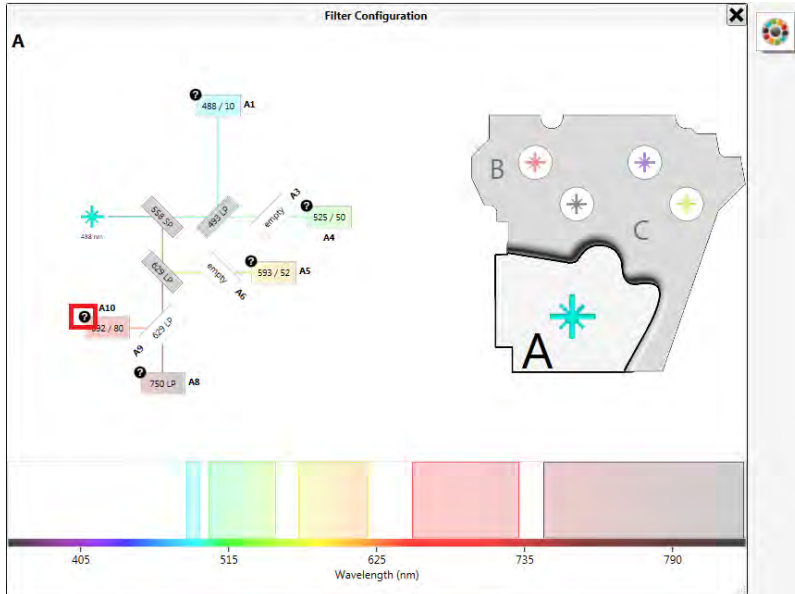 Filter Configuration
A
488 / 10 A1
A3
558 SP
493 LP
empty
525 / 50
A4
488 nm
629 LP
empty
593 / 52 A5
A6
A10
692 / 80
629 LP
A9
750 LP A8
B
C
A
405 515 625 735 790
Wavelength (nm)